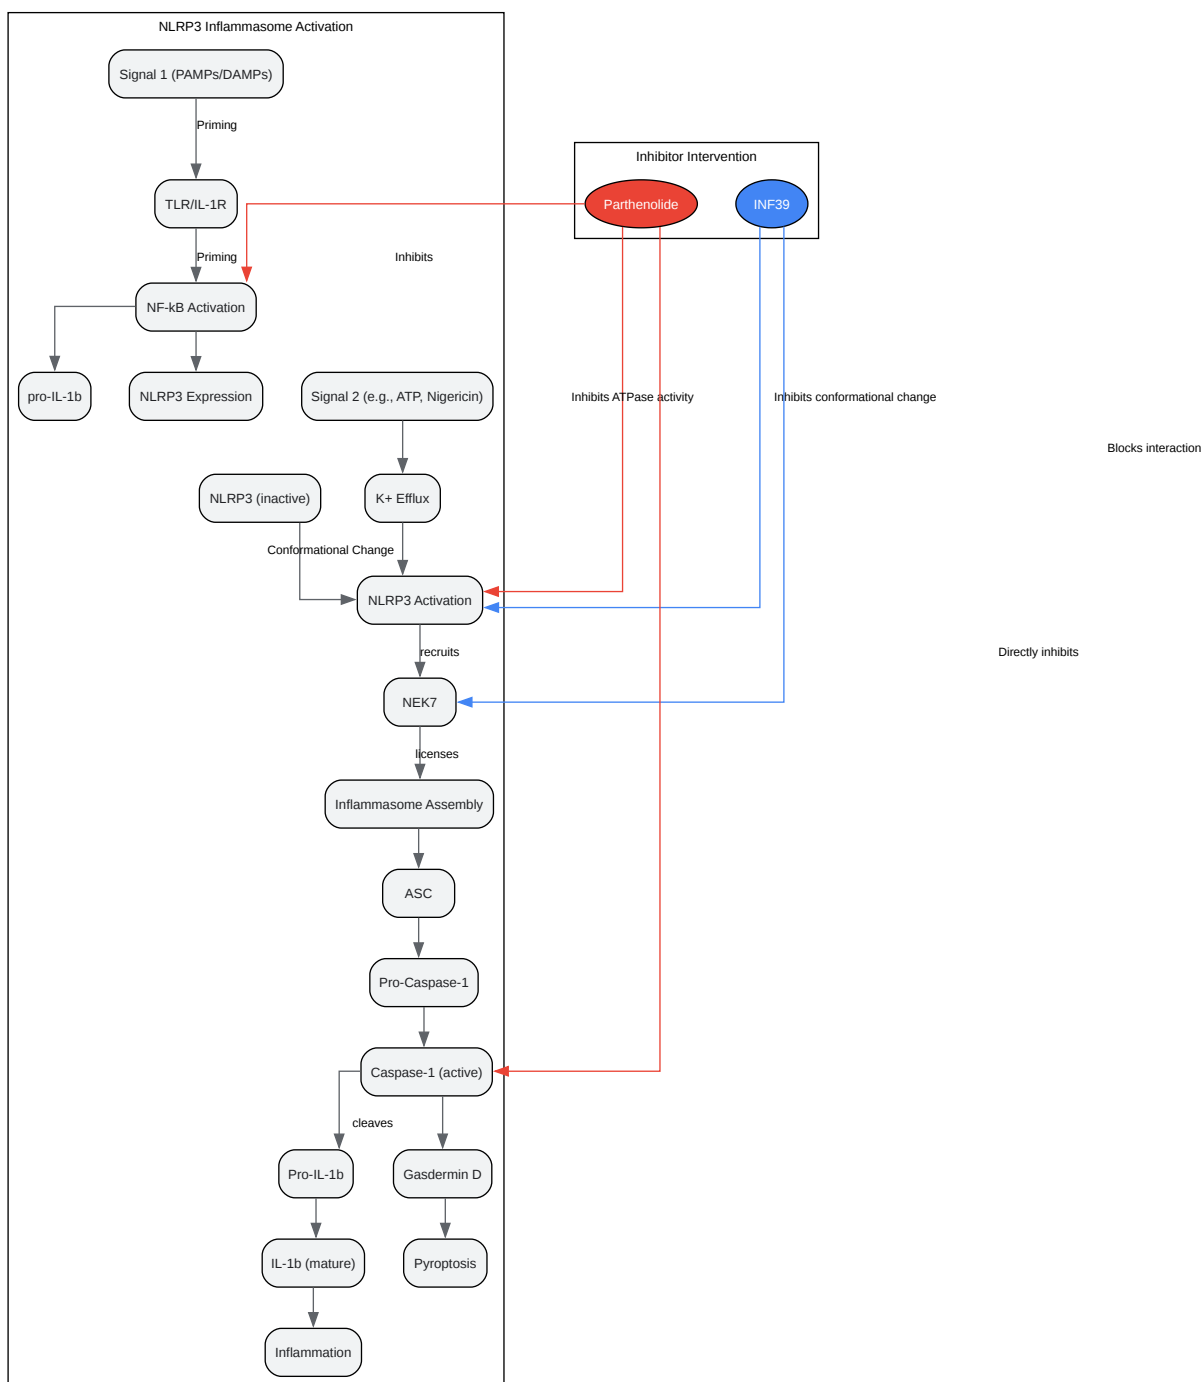 NLRP3 Inflammasome Activation
Signal 1 (PAMPs/DAMPs)
Priming
Inhibitor Intervention
TLR/IL-1R
Parthenolide
INF39
Priming
Inhibits
NF-kB Activation
pro-IL-1b
NLRP3 Expression
Signal 2 (e.g., ATP, Nigericin)
Inhibits ATPase activity
Inhibits conformational change
Blocks interaction
NLRP3 (inactive)
K+ Efflux
Conformational Change
NLRP3 Activation
recruits
Directly inhibits
NEK7
licenses
Inflammasome Assembly
ASC
Pro-Caspase-1
Caspase-1 (active)
cleaves
Pro-IL-1b
Gasdermin D
IL-1b (mature)
Pyroptosis
Inflammation